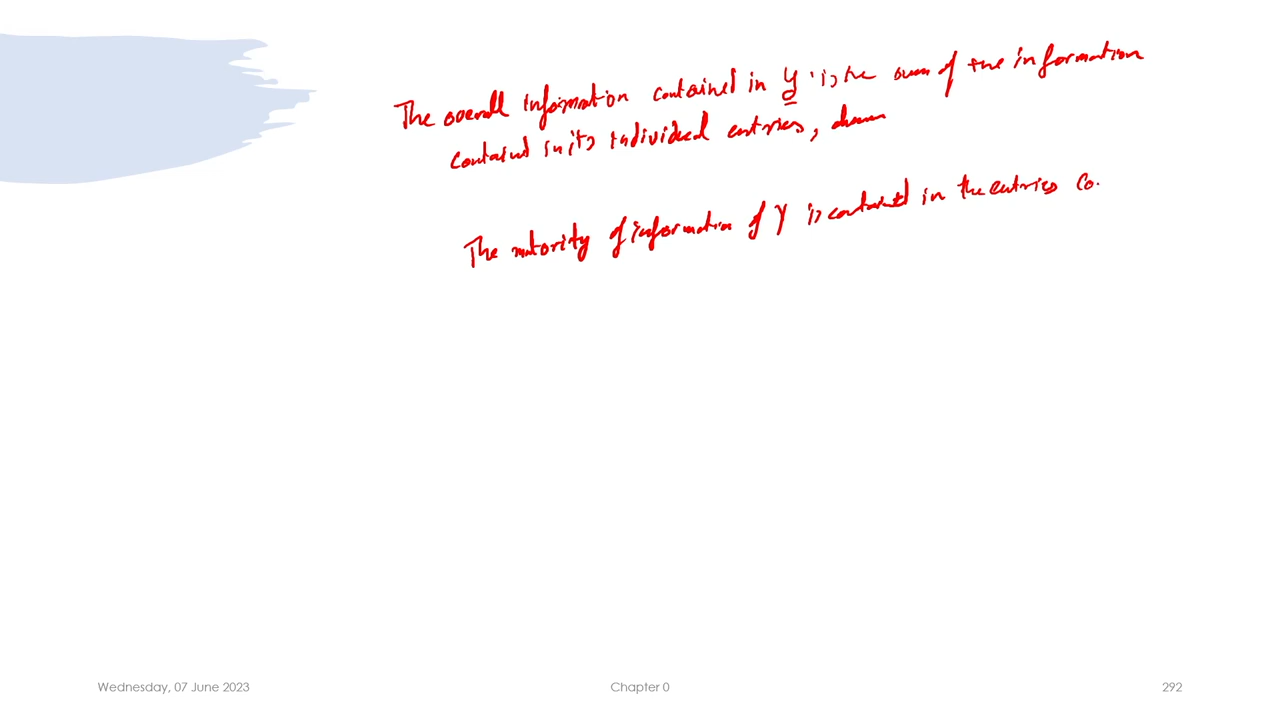 The overall information contained in y is the sum of the information
contained in its individual entries,
The majority of information of Y is contained in the entries Co.
Wednesday, 07 June 2023
Chapter 0
292